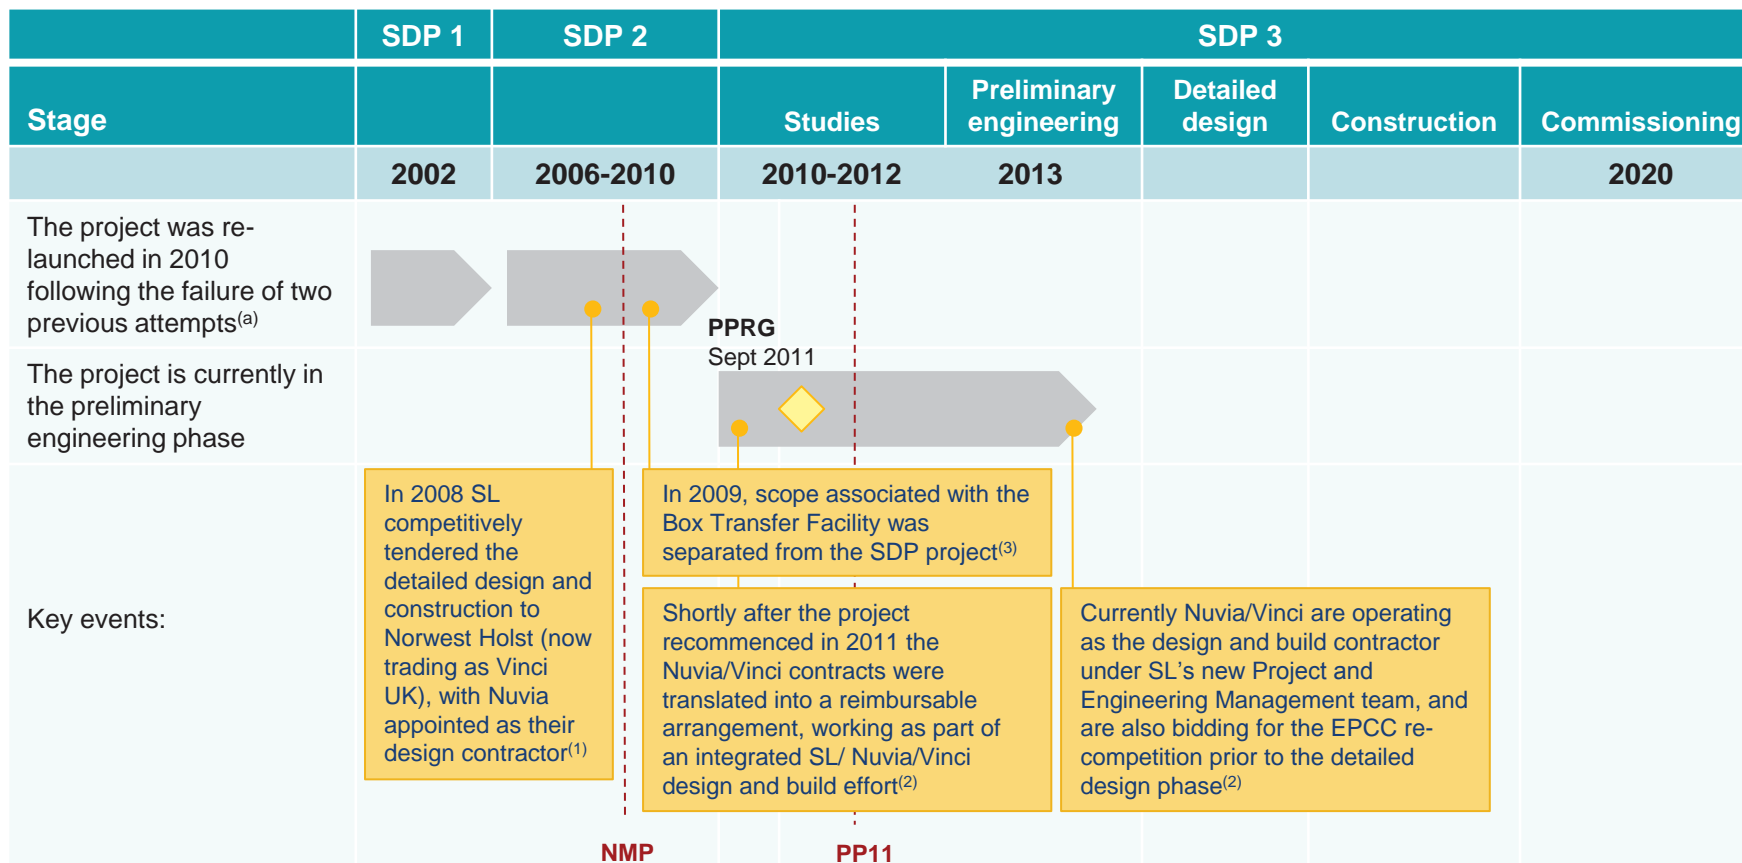 SDP 1
SDP 2
SDP 3
Stage
Studies
Preliminary
engineering
Detailed
design
Construction
Commissioning
2002
2006-2010
2010-2012
2013
2020
The project was re-
launched in 2010
following the failure of two
previous attempts(a)
PPRG
Sept 2011
The project is currently in
the preliminary
engineering phase
Key events:
In 2008 SL
competitively
tendered the
detailed design and
construction to
Norwest Holst (now
trading as Vinci
UK), with Nuvia
appointed as their
design contractor(1)
In 2009, scope associated with the
Box Transfer Facility was
separated from the SDP project(3)
Shortly after the project
recommenced in 2011 the
Nuvia/Vinci contracts were
translated into a reimbursable
arrangement, working as part of
an integrated SL/ Nuvia/Vinci
design and build effort(2)
Currently Nuvia/Vinci are operating
as the design and build contractor
under SL's new Project and
Engineering Management team, and
are also bidding for the EPCC re-
competition prior to the detailed
design phase(2)
NMP
PP11